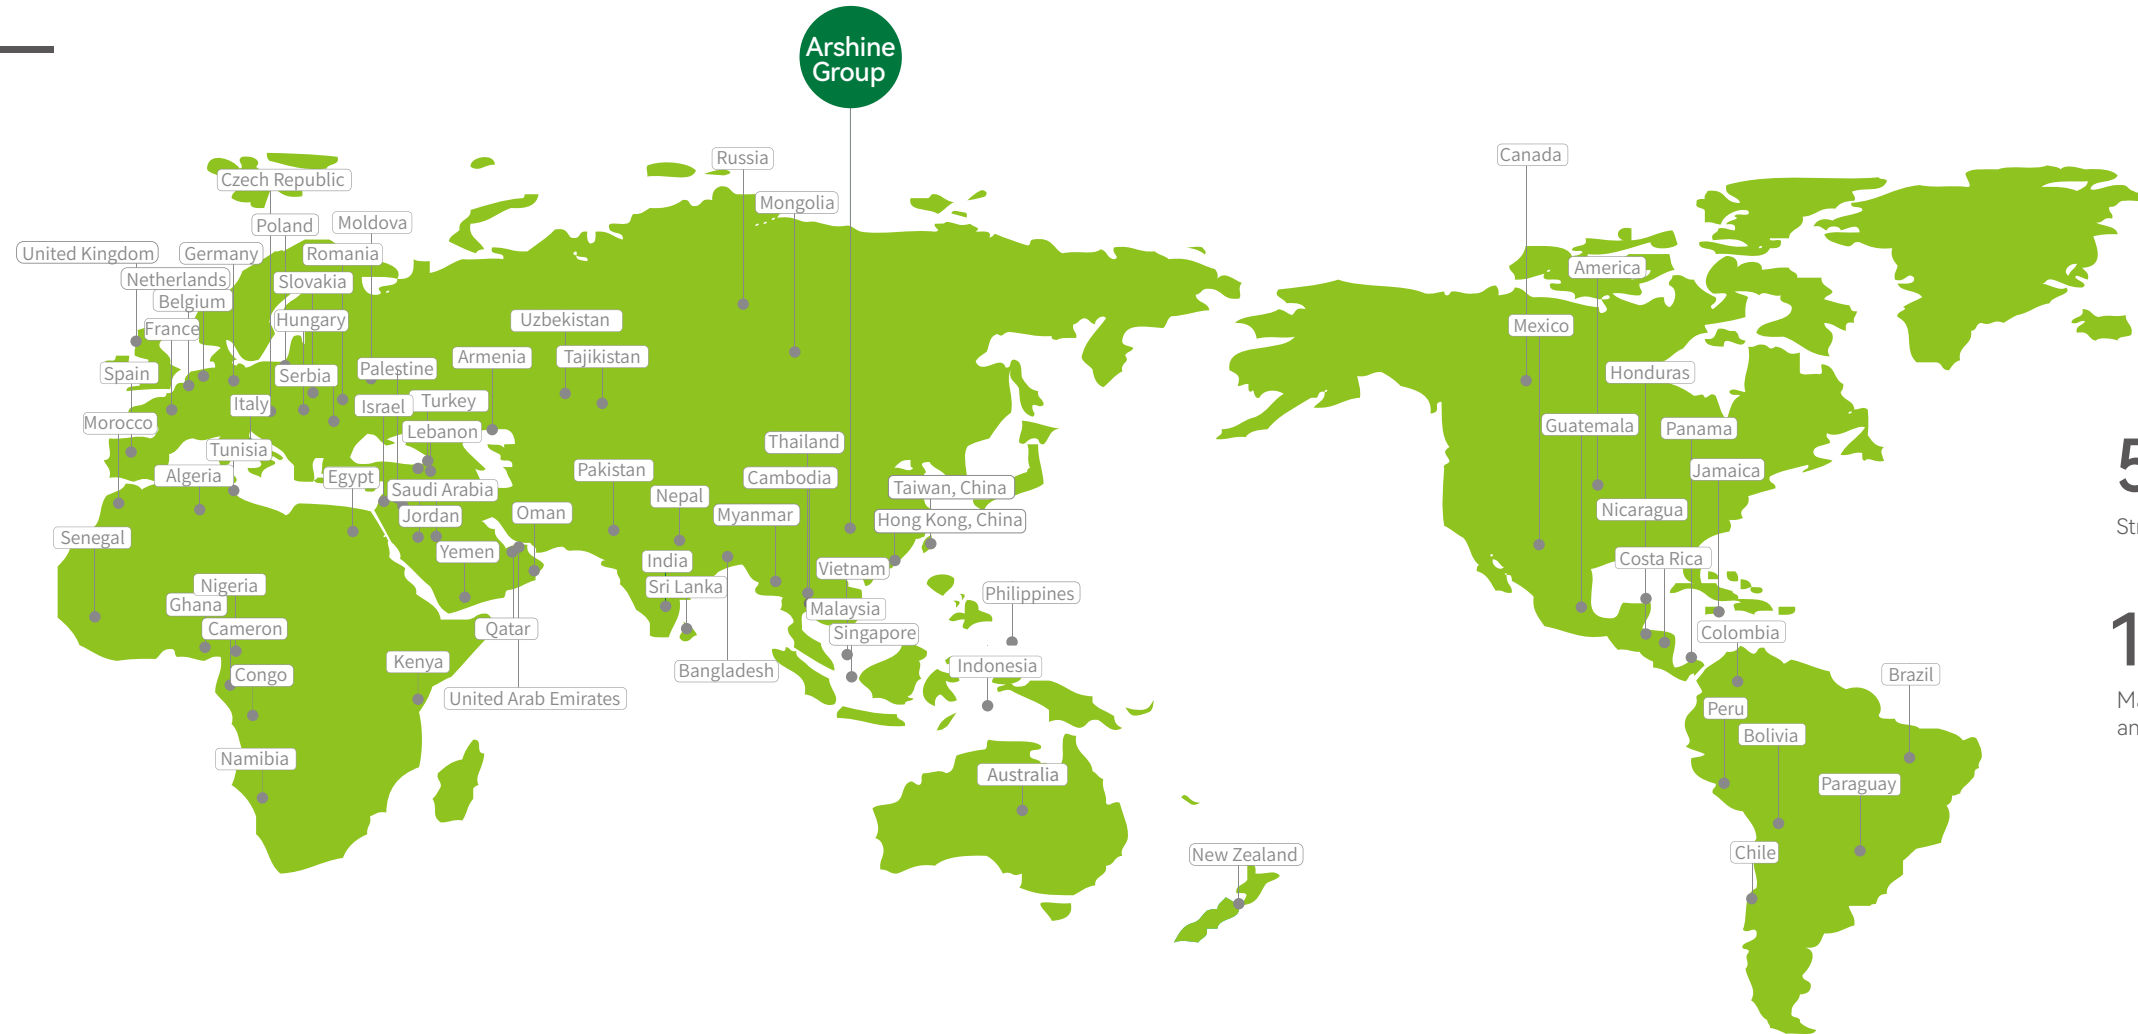 Arshine
Group
Canada
Russia
Czech Republic
Mongolia
Poland
Moldova
United Kingdom
Germany
Romania
America
Netherlands
Slovakia
Belgium
Hungary
Uzbekistan
Mexico
France
Armenia
Tajikistan
Spain
Serbia
Palestine
Honduras
Italy
Israel
Turkey
Morocco
Lebanon
Thailand
Guatemala
Panama
Tunisia
Pakistan
Cambodia
Jamaica
Algeria
Egypt
Saudi Arabia
Nepal
Taiwan, China
Jordan
Oman
Myanmar
Hong Kong, China
Nicaragua
Senegal
Yemen
India
Vietnam
Costa Rica
Nigeria
Sri Lanka
Philippines
Ghana
Malaysia
Cameron
Qatar
Singapore
Colombia
Kenya
Indonesia
Congo
Bangladesh
Brazil
United Arab Emirates
Peru
Bolivia
Namibia
Australia
Paraguay
New Zealand
Chile